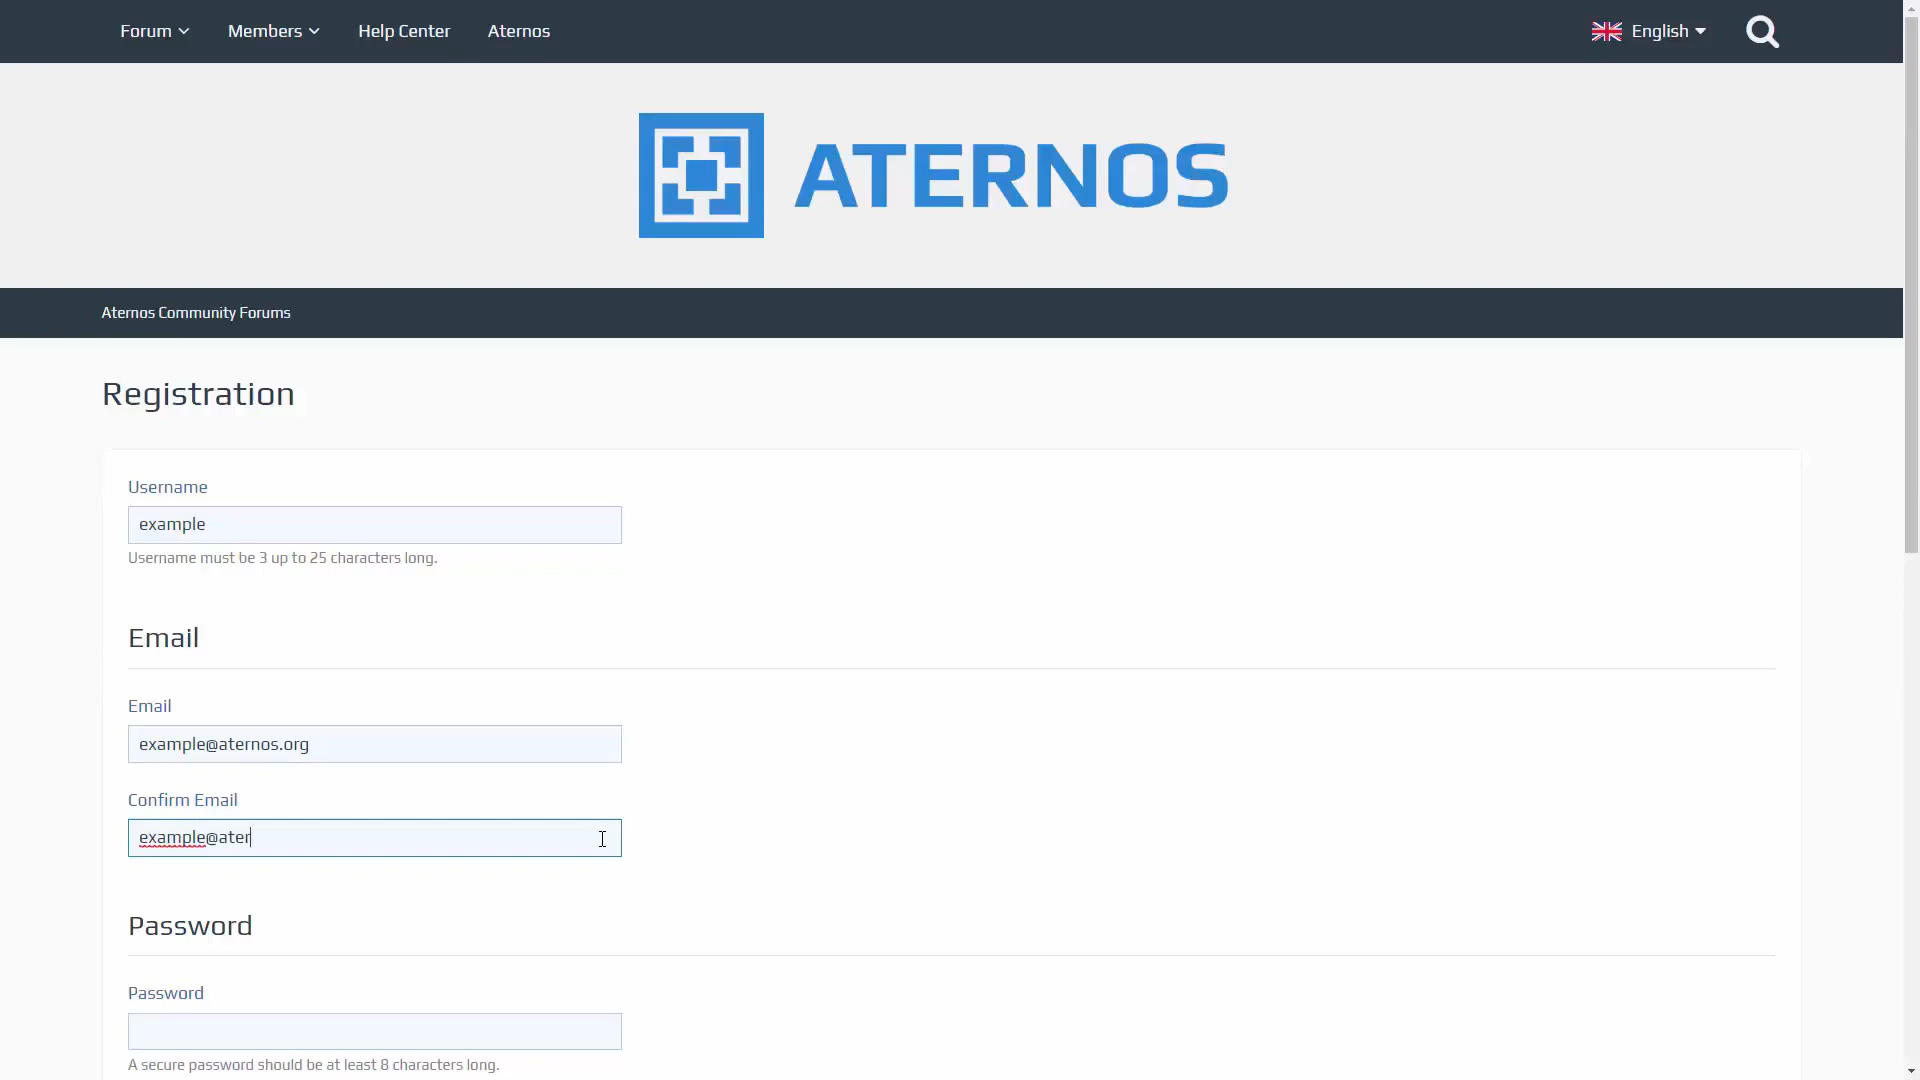 Forum Members Help Center Aternos English
ATERNOS
Aternos Community Forums
Registration
Username
example
Username must be 3 up to 25 characters long.
Email
Email
example@aternos.org
Confirm Email
example@ater
Password
Password
A secure password should be at least 8 characters long.